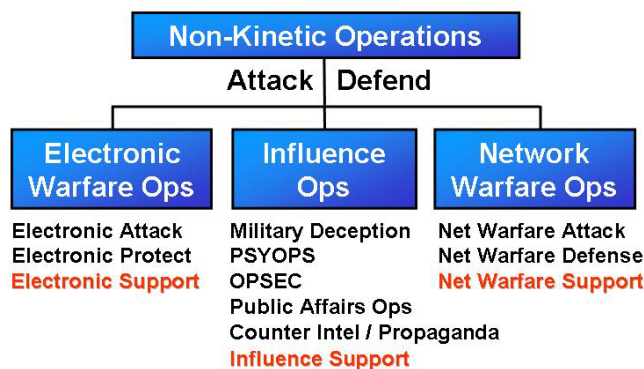 Non-Kinetic Operations
Attack Defend
Electronic
Warfare Ops
Electronic Attack
Electronic Protect
Electronic Support
Influence
Ops
Military Deception
PSYOPS
OPSEC
Public Affairs Ops
Counter Intel / Propaganda
Influence Support
Network
Warfare Ops
Net Warfare Attack
Net Warfare Defense
Net Warfare Support